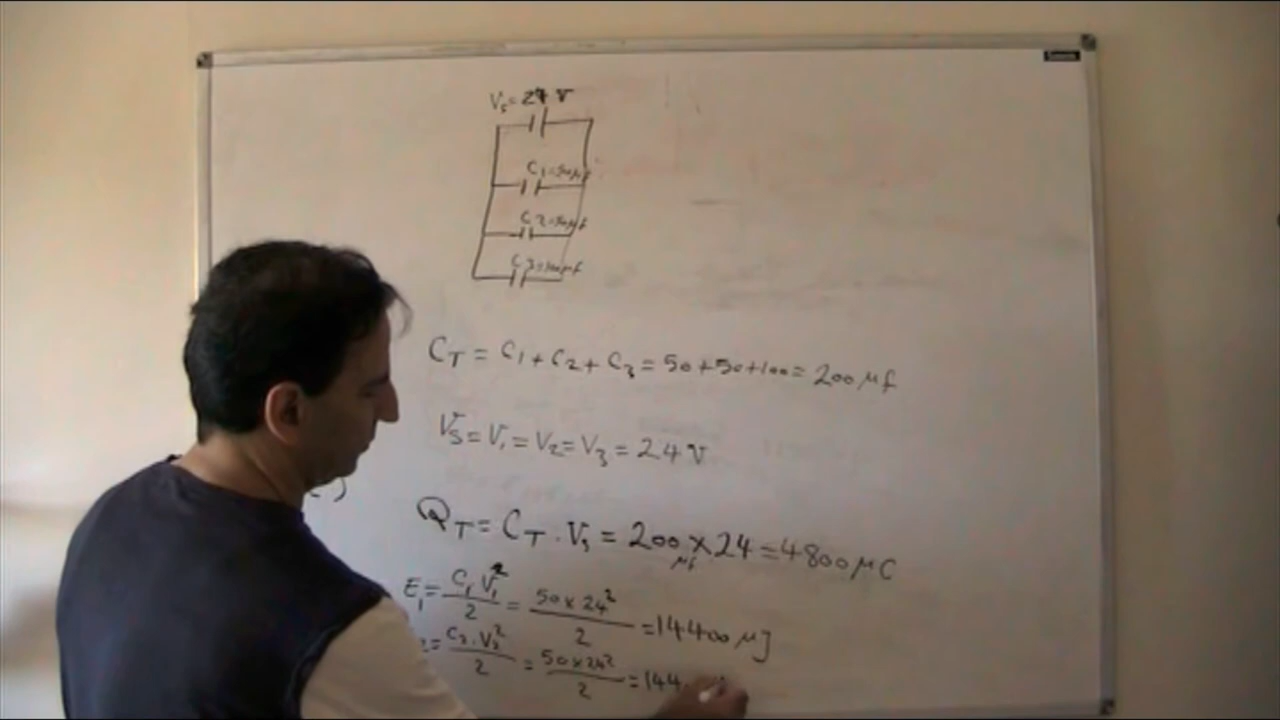 Vs = 24 V
C1=50μf
C2=50μf
C3=100μf
CT = C1 + C2 + C3 = 50 + 50 + 100 = 200 μf
Vs = V1 = V2 = V3 = 24 V
QT = CT . Vs = 200 μf × 24 = 4800 μC
E1 = C1 V1² / 2 = 50 × 24² / 2 = 14400 μJ
2 = C2 . V2² / 2 = 50 × 24² / 2 = 144